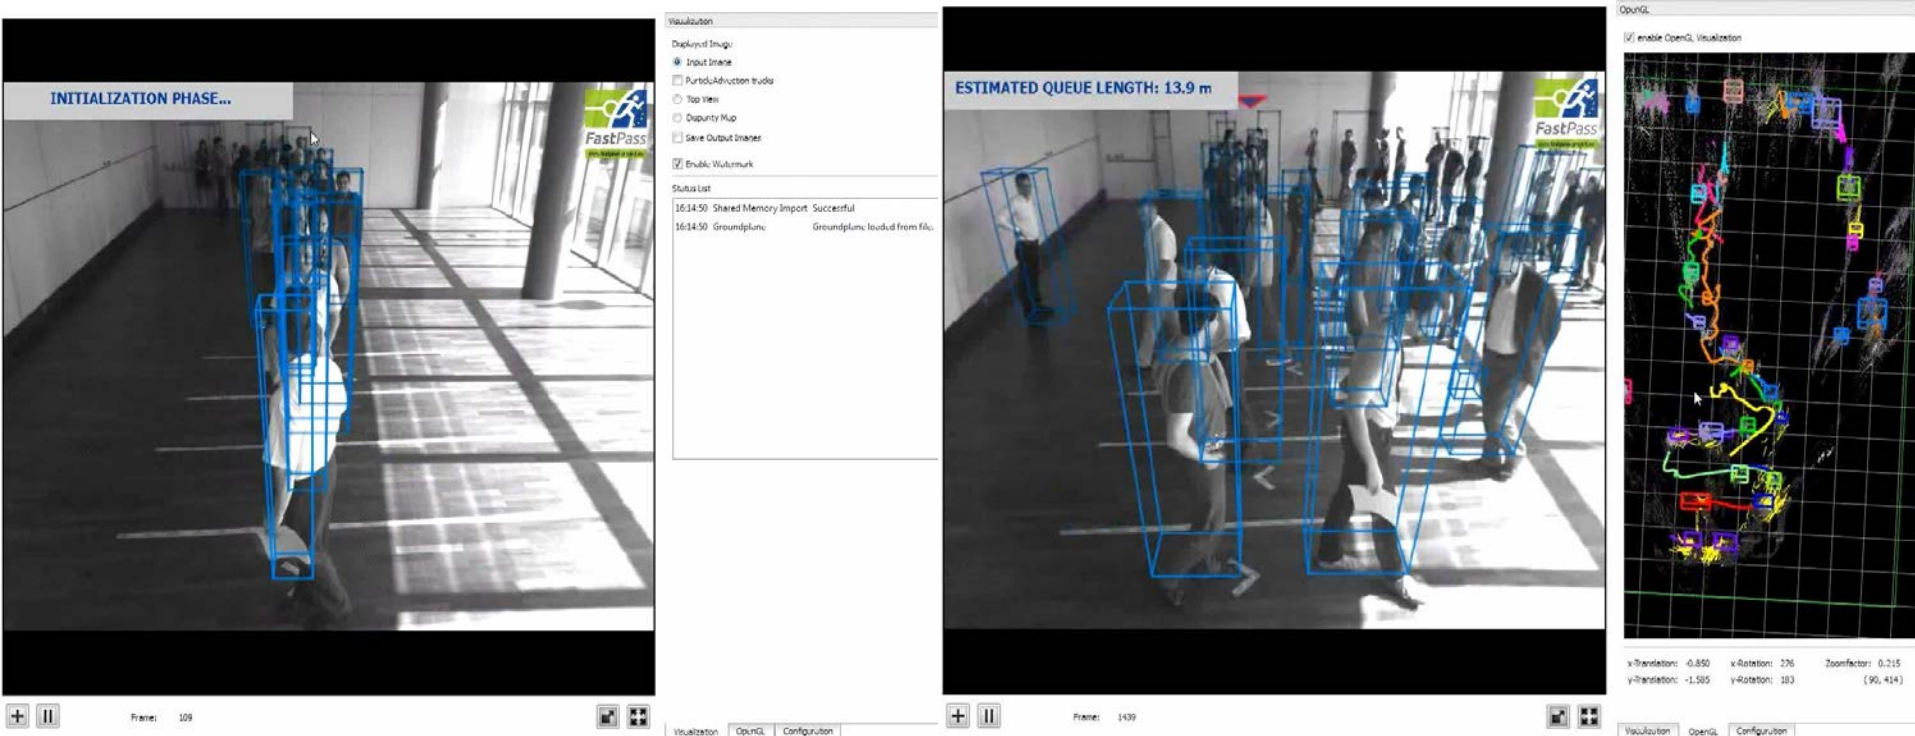 INITIALIZATION PHASE...
FastPass
Frame: 109
Visualization
Displayed Image
Input Image
ParticleAdvection tracks
Top View
Disparity Map
Save Output Images
Enable Watermark
Status List
16:14:50 Shared Memory Import Successful
16:14:50 Groundplane Groundplane loaded from file.
Visualization OpenGL Configuration
ESTIMATED QUEUE LENGTH: 13.9 m
FastPass
Frame: 1439
OpenGL
enable OpenGL Visualization
x-Translation: -0.850 x-Rotation: 276 Zoomfactor: 0.215
y-Translation: -1.585 y-Rotation: 183 (90, 414)
Visualization OpenGL Configuration